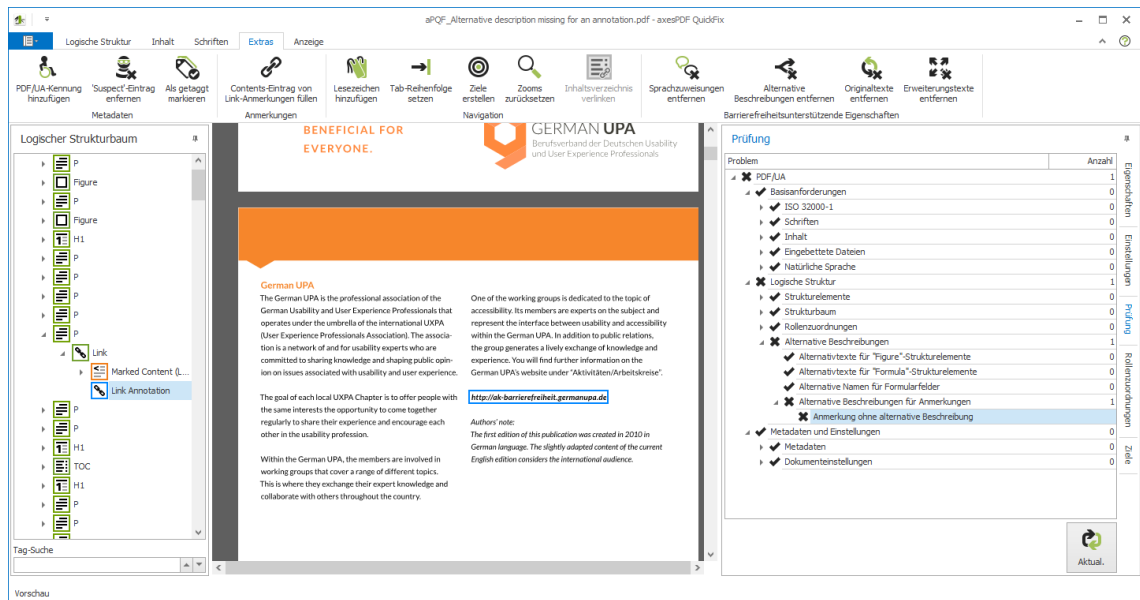 aPQF_Alternative description missing for an annotation.pdf - axesPDF QuickFix
Logische Struktur Inhalt Schriften Extras Anzeige
PDF/UA-Kennung hinzufügen
'Suspect'-Eintrag entfernen
Als getaggt markieren
Metadaten
Contents-Eintrag von Link-Anmerkungen füllen
Anmerkungen
Lesezeichen hinzufügen
Tab-Reihenfolge setzen
Ziele erstellen
Zooms zurücksetzen
Inhaltsverzeichnis verlinken
Navigation
Sprachzuweisungen entfernen
Alternative Beschreibungen entfernen
Originaltexte entfernen
Erweiterungstexte entfernen
Barrierefreiheitsunterstützende Eigenschaften
Logischer Strukturbaum
P
Figure
P
Figure
H1
P
P
P
P
P
Link
Marked Content (L...
Link Annotation
P
P
H1
TOC
H1
P
P
Tag-Suche
Vorschau
BENEFICIAL FOR
EVERYONE.
GERMAN UPA
Berufsverband der Deutschen Usability
und User Experience Professionals
German UPA
The German UPA is the professional association of the
German Usability and User Experience Professionals that
operates under the umbrella of the international UXPA
(User Experience Professionals Association). The associa-
tion is a network of and for usability experts who are
committed to sharing knowledge and shaping public opin-
ion on issues associated with usability and user experience.
The goal of each local UXPA Chapter is to offer people with
the same interests the opportunity to come together
regularly to share their experience and encourage each
other in the usability profession.
Within the German UPA, the members are involved in
working groups that cover a range of different topics.
This is where they exchange their expert knowledge and
collaborate with others throughout the country.
One of the working groups is dedicated to the topic of
accessibility. Its members are experts on the subject and
represent the interface between usability and accessibility
within the German UPA. In addition to public relations,
the group generates a lively exchange of knowledge and
experience. You will find further information on the
German UPA's website under "Aktivitäten/Arbeitskreise".
http://ak-barrierefreiheit.germanupa.de
Authors' note:
The first edition of this publication was created in 2010 in
German language. The slightly adapted content of the current
English edition considers the international audience.
Prüfung
Problem Anzahl
PDF/UA 1
Basisanforderungen 0
ISO 32000-1 0
Schriften 0
Inhalt 0
Eingebettete Dateien 0
Natürliche Sprache 0
Logische Struktur 1
Strukturelemente 0
Strukturbaum 0
Rollenzuordnungen 0
Alternative Beschreibungen 1
Alternativtexte für "Figure"-Strukturelemente 0
Alternativtexte für "Formula"-Strukturelemente 0
Alternative Namen für Formularfelder 0
Alternative Beschreibungen für Anmerkungen 1
Anmerkung ohne alternative Beschreibung
Metadaten und Einstellungen 0
Metadaten 0
Dokumenteinstellungen 0
Aktual.
Eigenschaften
Einstellungen
Prüfung
Rollenzuordnungen
Ziele